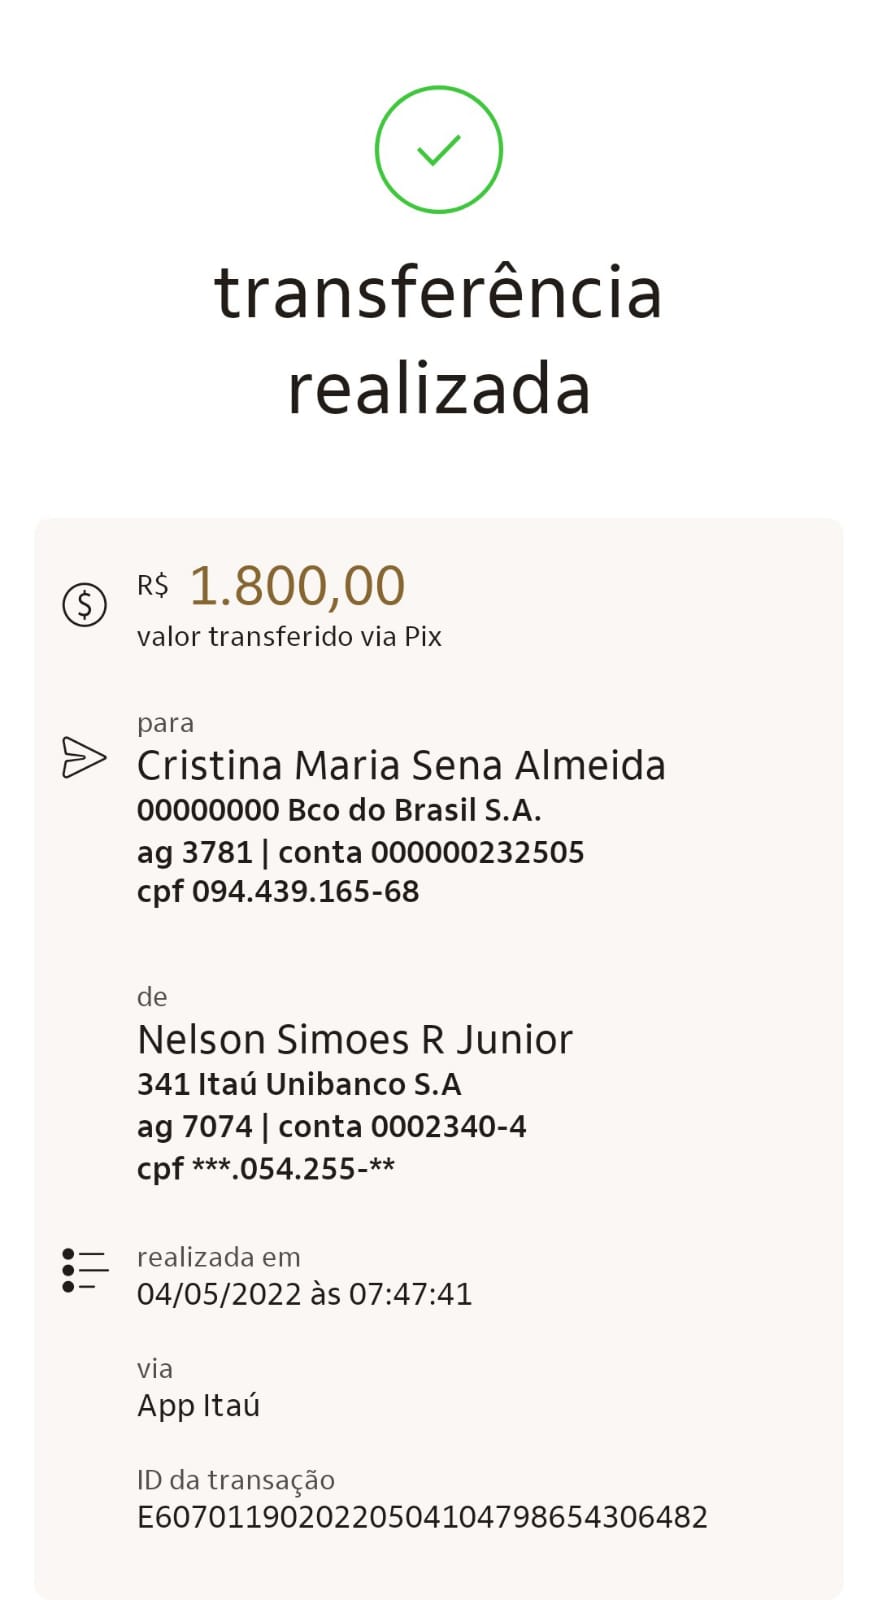 transferência
realizada
R$ 1.800,00
valor transferido via Pix
para
Cristina Maria Sena Almeida
00000000 Bco do Brasil S.A.
ag 3781 | conta 000000232505
cpf 094.439.165-68
de
Nelson Simoes R Junior
341 Itaú Unibanco S.A
ag 7074 | conta 0002340-4
cpf ***.054.255-**
realizada em
04/05/2022 às 07:47:41
via
App Itaú
ID da transação
E60701190202205041047986543064​82